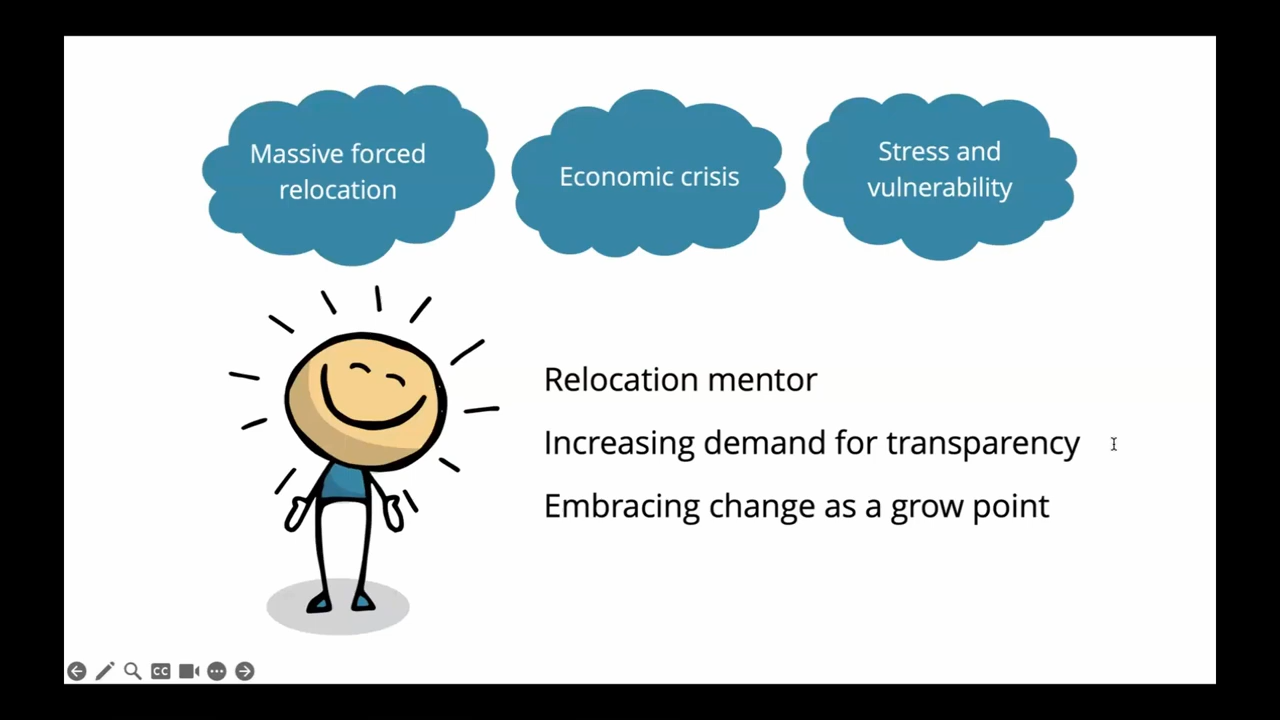 Massive forced
relocation
Economic crisis
Stress and
vulnerability
Relocation mentor
Increasing demand for transparency
Embracing change as a grow point
CC